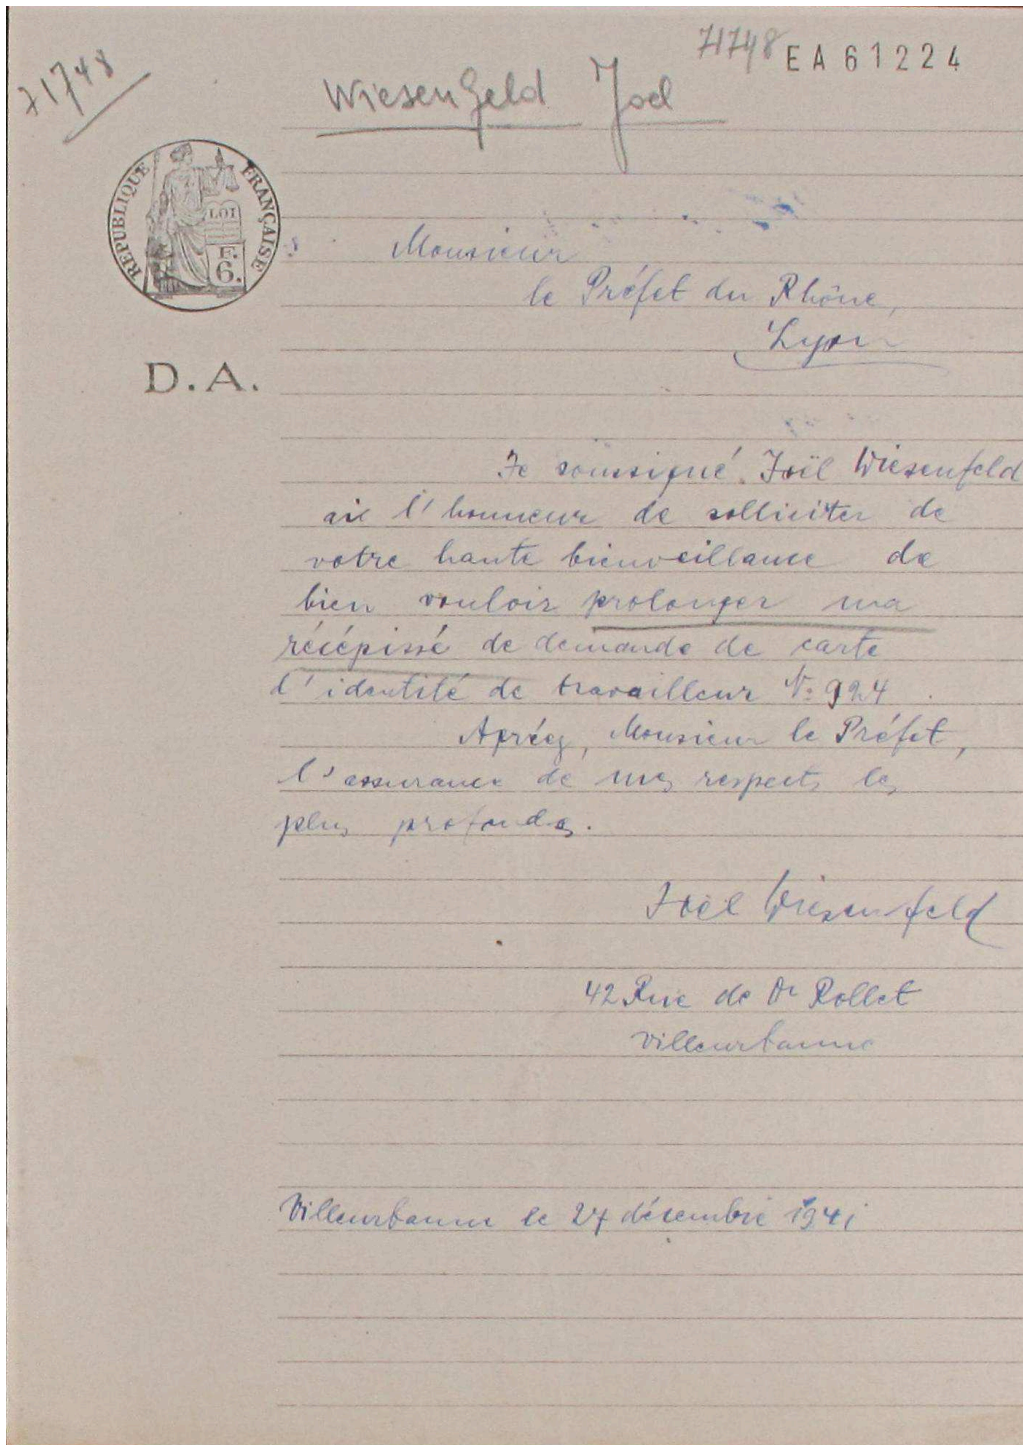 71748
71748 EA 61224
Wiesenfeld Joel
REPUBLIQUE FRANÇAISE
LOI
F.
6.
Monsieur
le Préfet du Rhône,
Lyon
D.A.
Je soussigné, Joël Wiesenfeld
ai l'honneur de solliciter de
votre haute bienveillance de
bien vouloir prolonger ma
récépissé de demande de carte
d'identité de travailleur No 924.
Agréez, Monsieur le Préfet,
l'assurance de mes respects les
plus profonds.
Joël Wiesenfeld
42 Rue de Dr Rollet
Villeurbanne
Villeurbanne le 27 décembre 1941